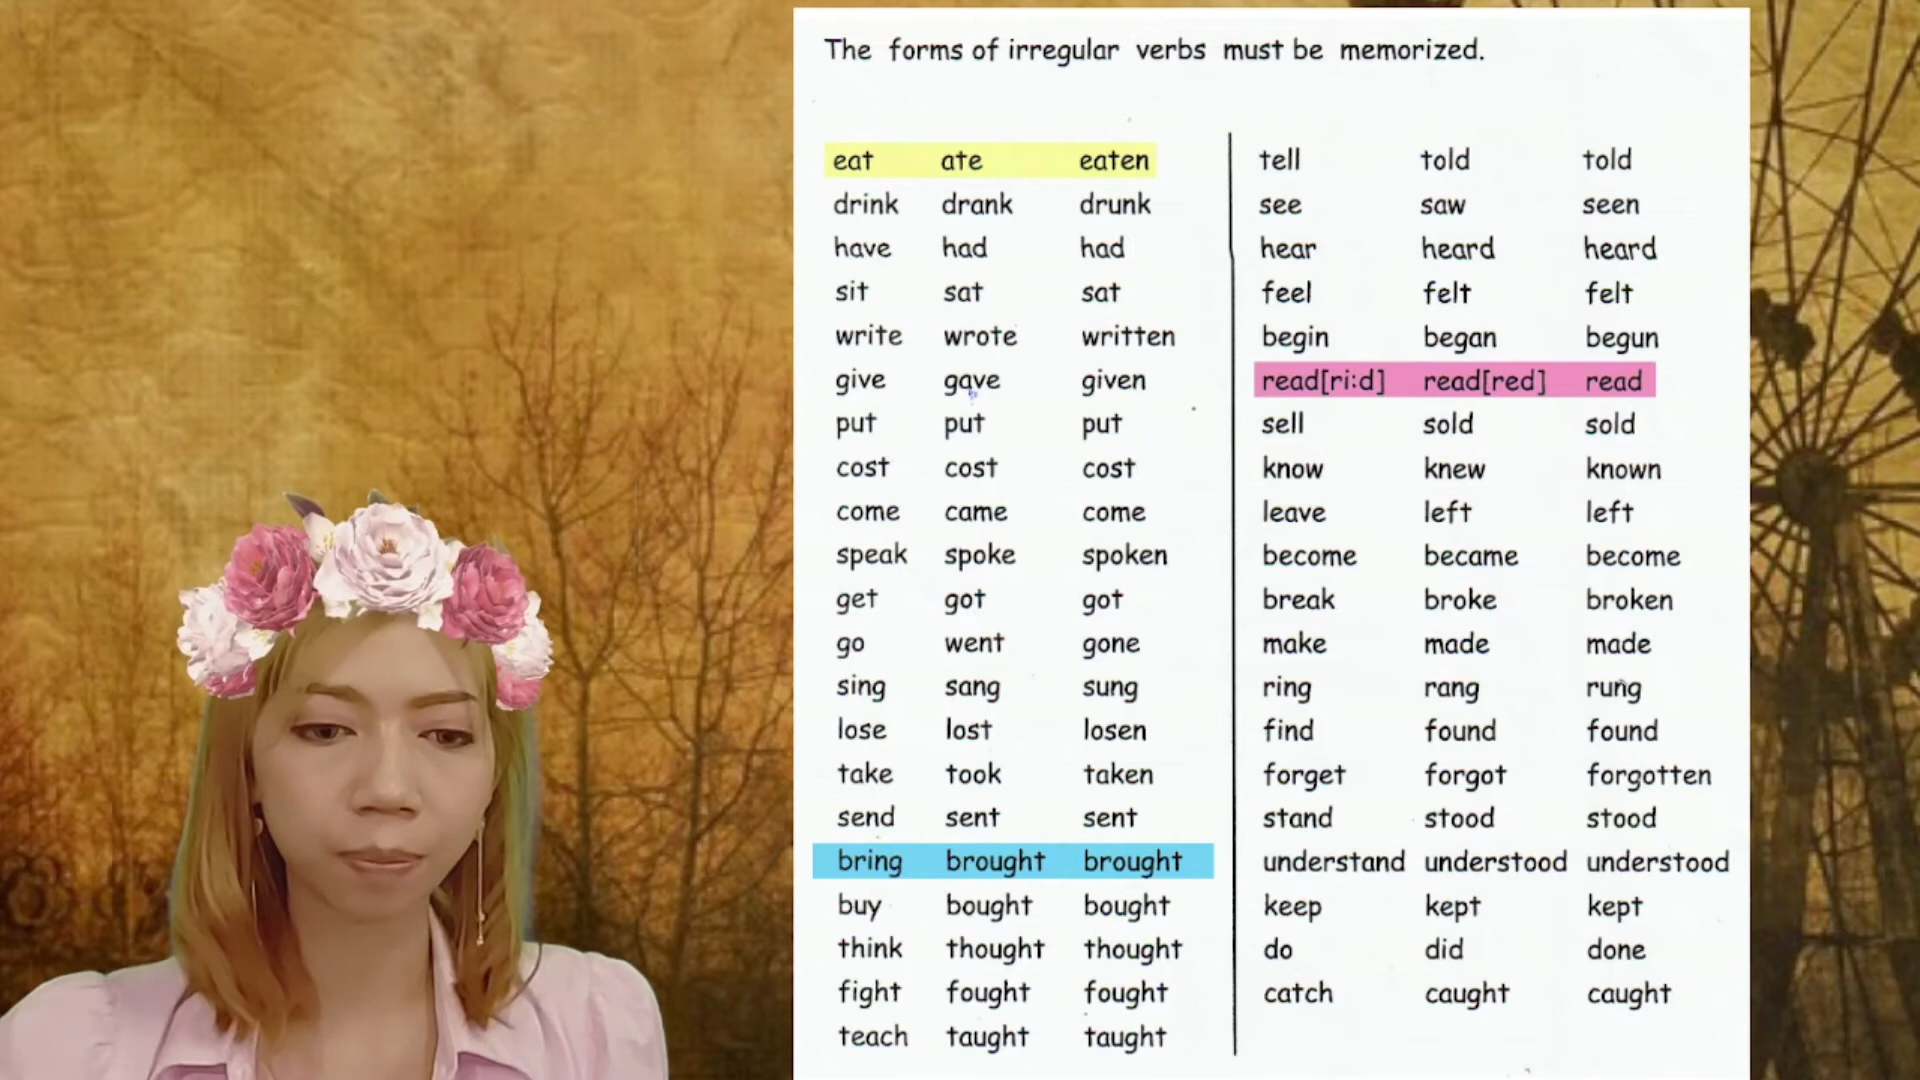 The forms of irregular verbs must be memorized.
eat ate eaten
drink drank drunk
have had had
sit sat sat
write wrote written
give gave given
put put put
cost cost cost
come came come
speak spoke spoken
get got got
go went gone
sing sang sung
lose lost losen
take took taken
send sent sent
bring brought brought
buy bought bought
think thought thought
fight fought fought
teach taught taught
tell told told
see saw seen
hear heard heard
feel felt felt
begin began begun
read[ri:d] read[red] read
sell sold sold
know knew known
leave left left
become became become
break broke broken
make made made
ring rang rung
find found found
forget forgot forgotten
stand stood stood
understand understood understood
keep kept kept
do did done
catch caught caught